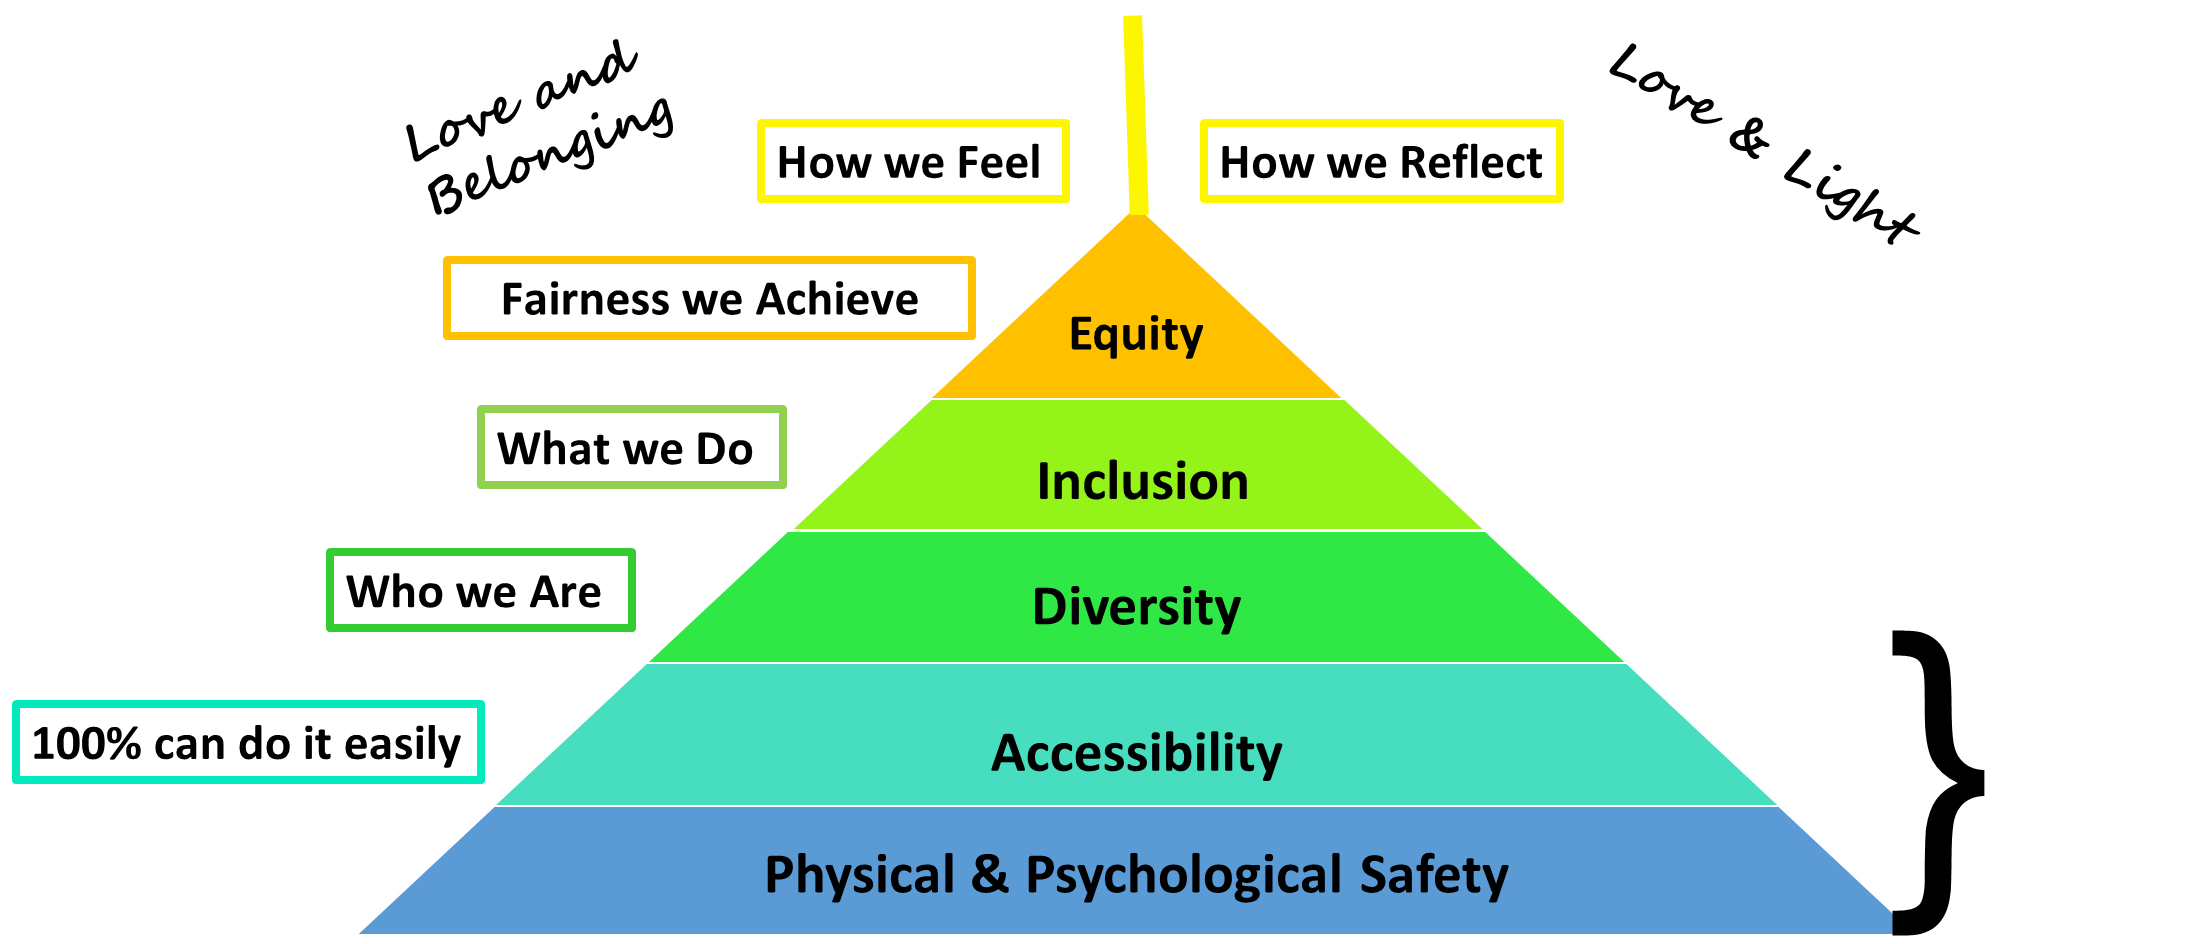 Love and
Belonging
Love & Light
How we Feel
How we Reflect
Fairness we Achieve
Equity
What we Do
Inclusion
Who we Are
Diversity
100% can do it easily
Accessibility
Physical & Psychological Safety
}